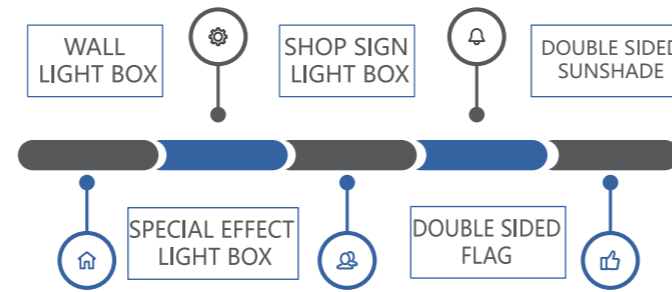 WALL
LIGHT BOX
SHOP SIGN
LIGHT BOX
DOUBLE SIDED
SUNSHADE
SPECIAL EFFECT
LIGHT BOX
DOUBLE SIDED
FLAG